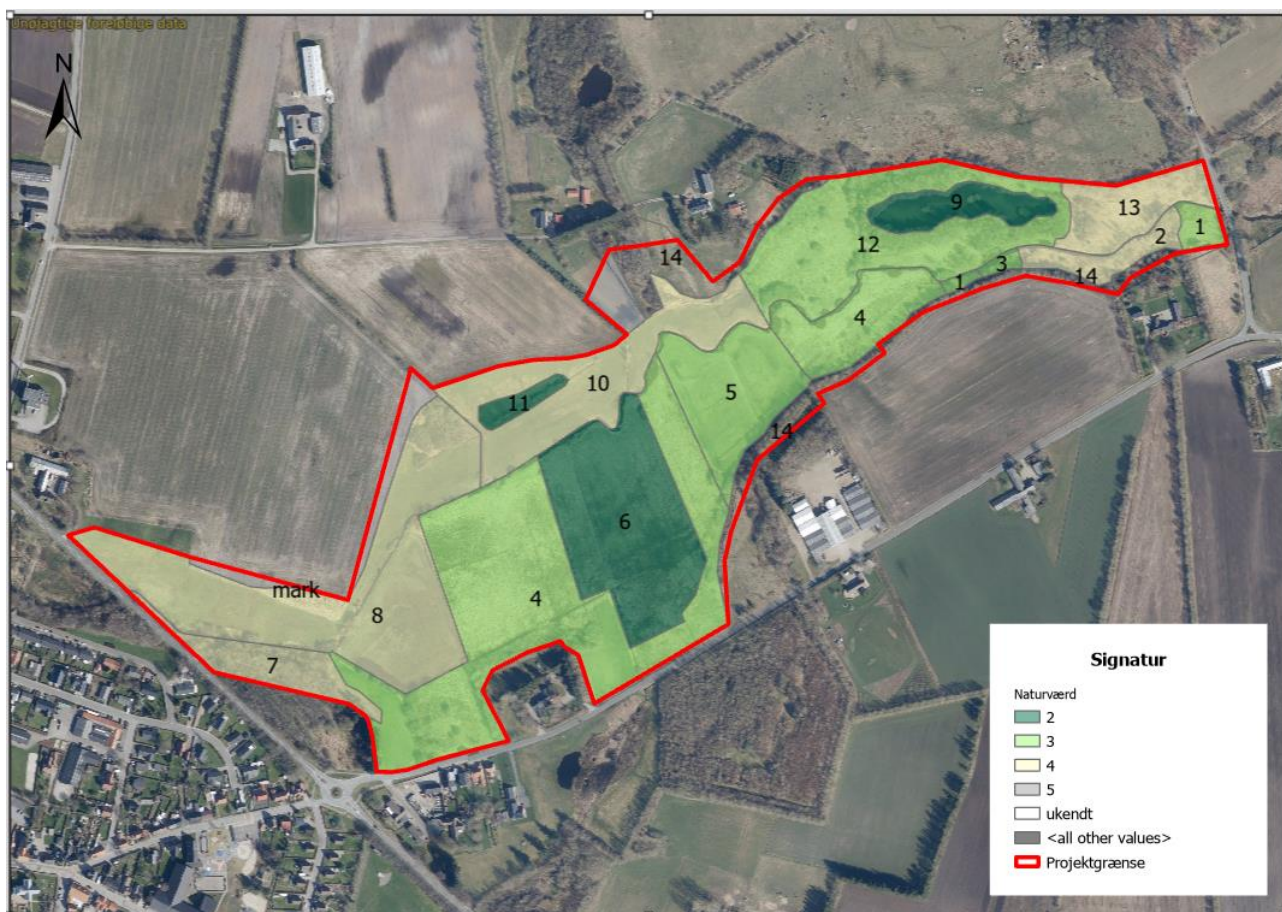 Unøjagtige foreløbige data
N
9
13
1
2
12
3
14
14
1
4
10
5
11
14
6
4
mark
8
7
Signatur
Naturværd
2
3
4
5
ukendt
<all other values>
Projektgrænse